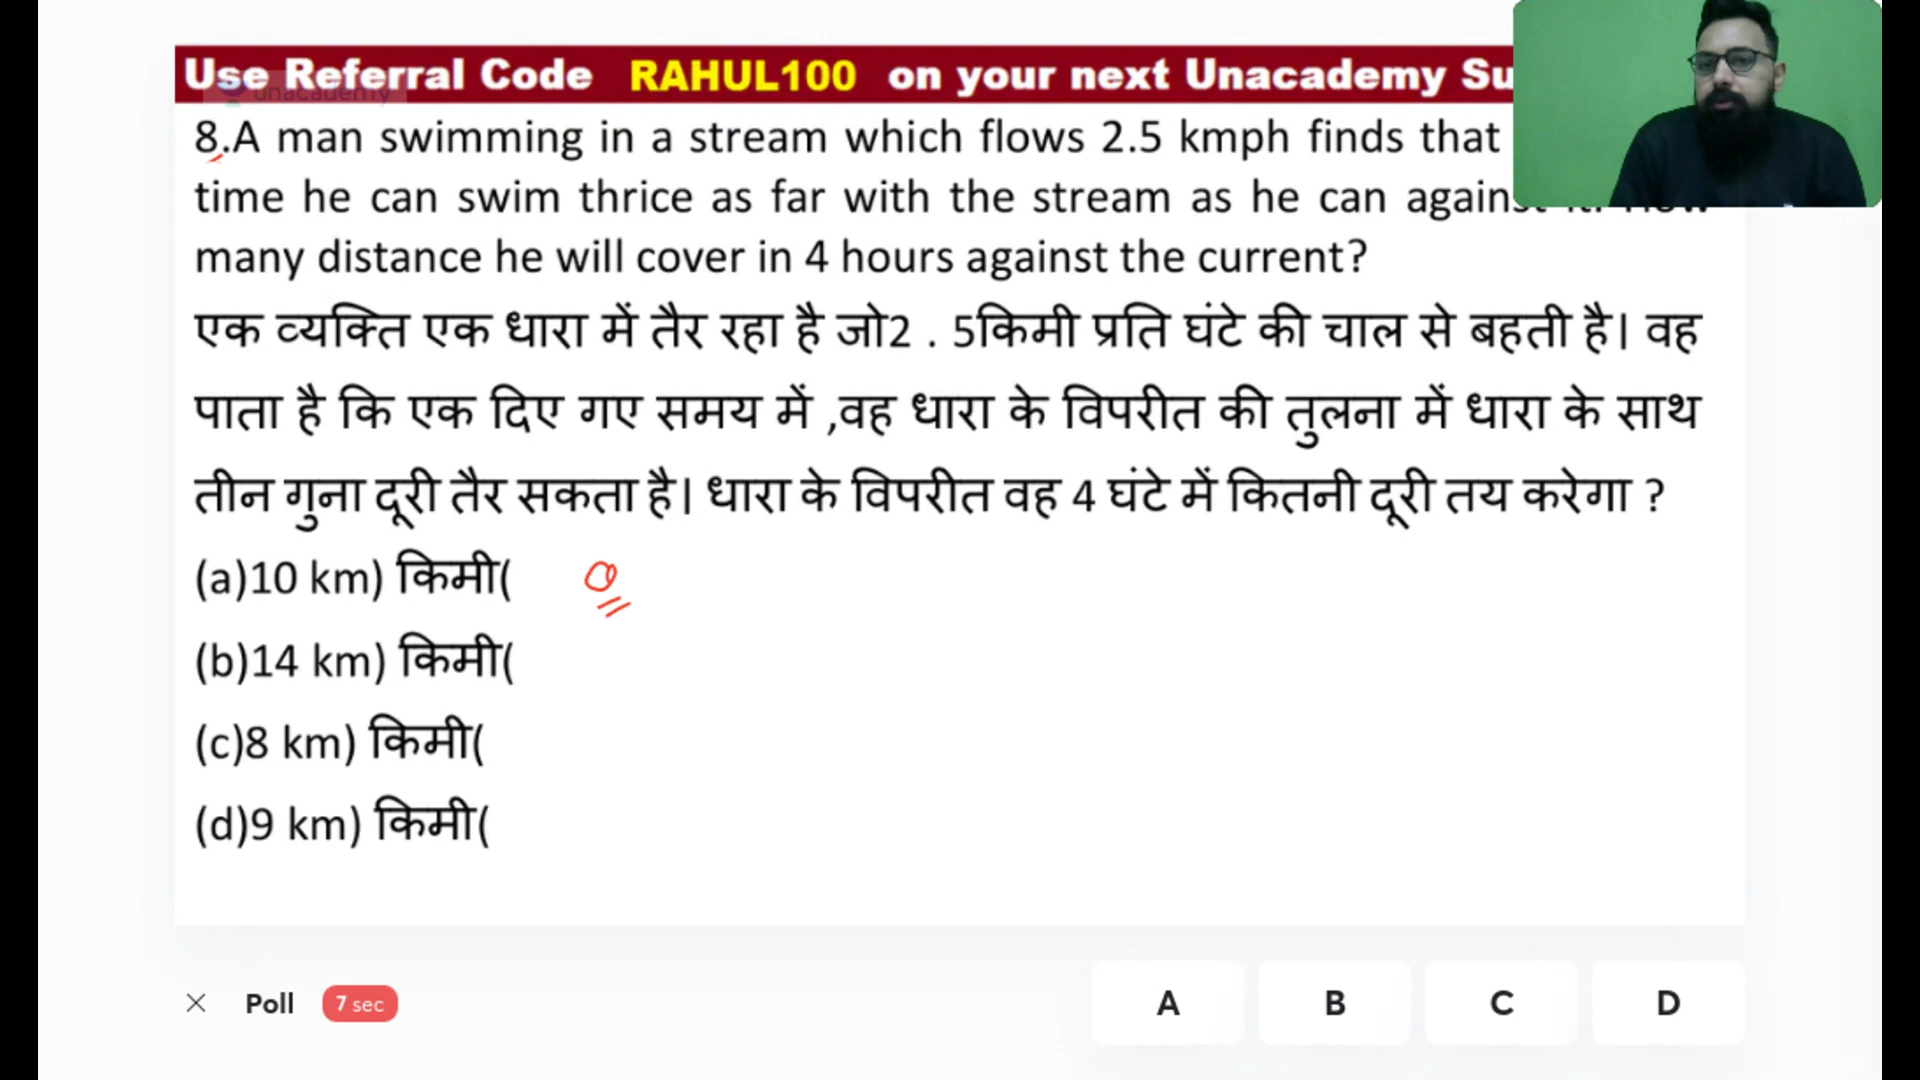 Use Referral Code RAHUL100 on your next Unacademy Su
unacademy
8.A man swimming in a stream which flows 2.5 kmph finds that
time he can swim thrice as far with the stream as he can against it. How
many distance he will cover in 4 hours against the current?
एक व्यक्ति एक धारा में तैर रहा है जो2 . 5किमी प्रति घंटे की चाल से बहती है। वह
पाता है कि एक दिए गए समय में ,वह धारा के विपरीत की तुलना में धारा के साथ
तीन गुना दूरी तैर सकता है। धारा के विपरीत वह 4 घंटे में कितनी दूरी तय करेगा ?
(a)10 km) किमी(
(b)14 km) किमी(
(c)8 km) किमी(
(d)9 km) किमी(
Poll 7 sec A B C D